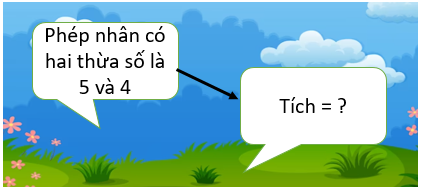 Phép nhân có
hai thừa số là
5 và 4
Tích = ?